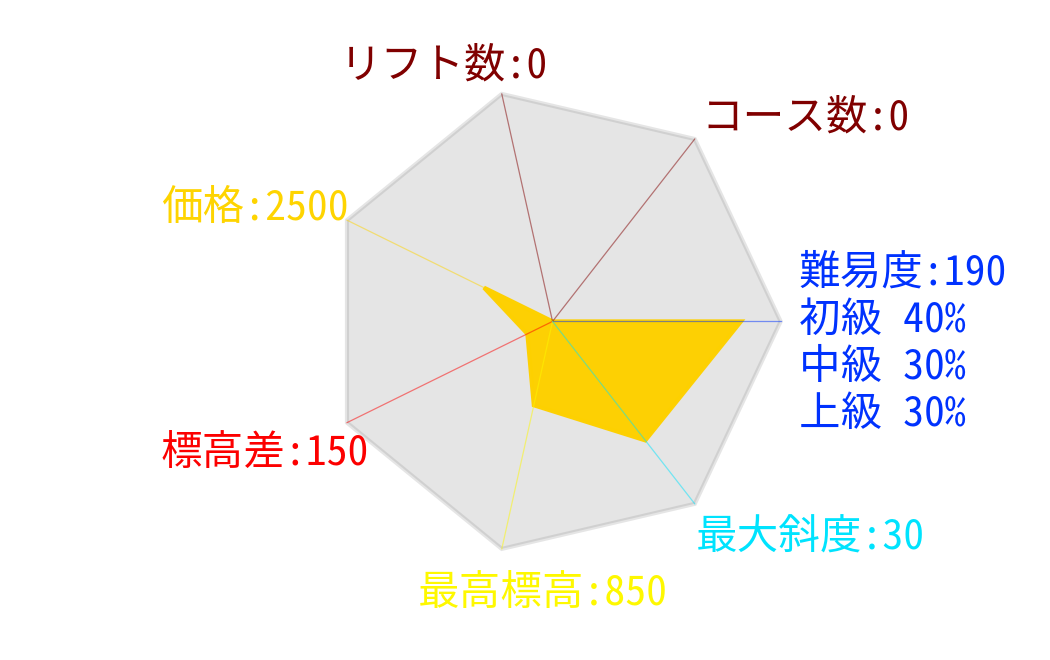 リフト数:0
コース数:0
価格:2500
難易度:190
初級 40%
中級 30%
上級 30%
標高差:150
最大斜度:30
最高標高:850